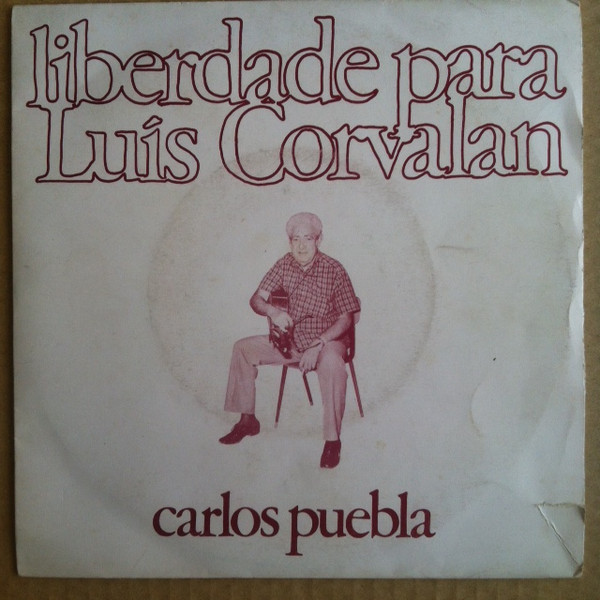 liberdade para
Luís Corvalan
carlos puebla